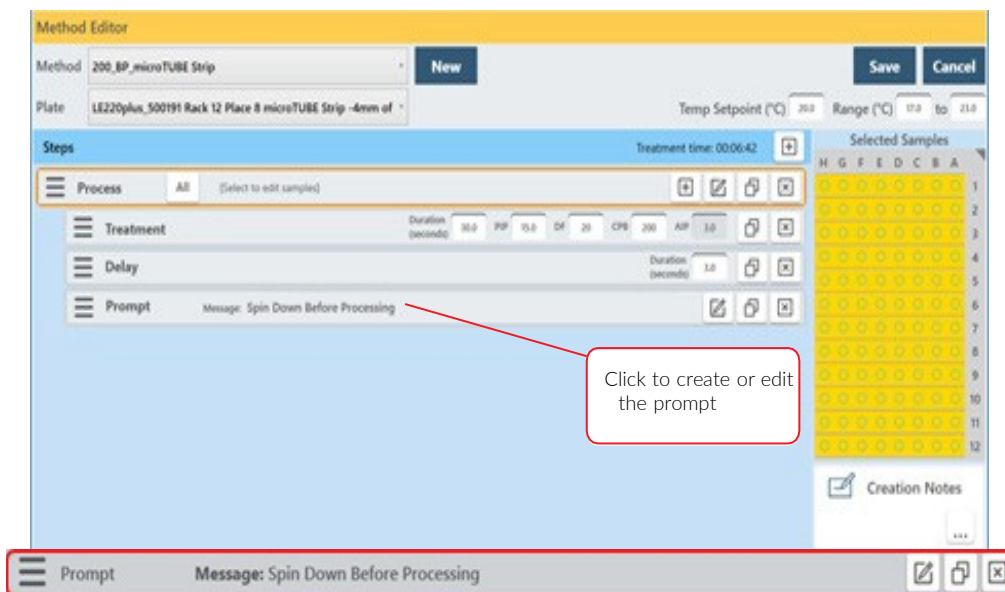 Method Editor
Method 200_BP_microTUBE Strip New Save Cancel
Plate LE220plus_500191 Rack 12 Place 8 microTUBE Strip -4mm of Temp Setpoint (°C) 20.0 Range (°C) 17.0 to 23.0
Steps Treatment time: 00:06:42 Selected Samples
H G F E D C B A
Process All (Select to edit samples)
Treatment Duration (seconds) 30.0 PIP 15.0 DF 20 CPB 200 AIP 3.0
Delay Duration (seconds) 3.0
Prompt Message: Spin Down Before Processing
1
2
3
4
5
6
7
8
9
10
11
12
Click to create or edit
the prompt
Creation Notes
...
Prompt Message: Spin Down Before Processing